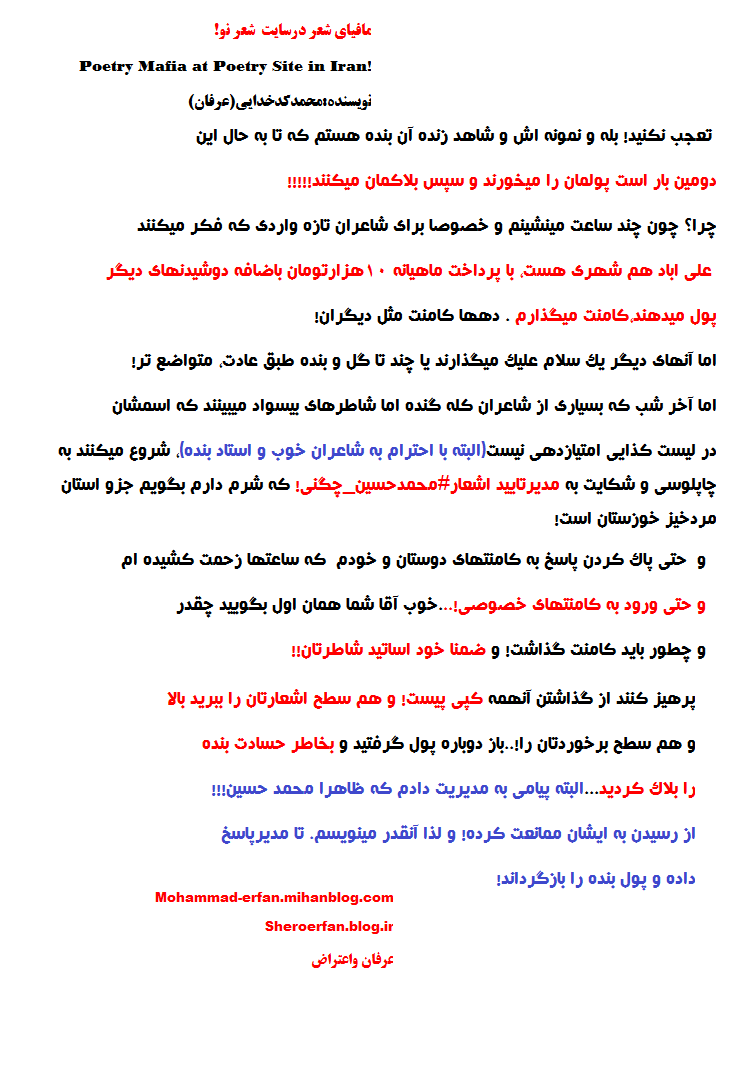 مافیای شعر درسایت شعر نو!
Poetry Mafia at Poetry Site in Iran!
نویسنده:محمدکدخدایی(عرفان)
تعجب نکنید! بله و نمونه اش و شاهد زنده آن بنده هستم که تا به حال این
دومین بار است پولمان را میخورند و سپس بلاکمان میکنند!!!!!
چرا؟ چون چند ساعت مینشینم و خصوصا برای شاعران تازه واردی که فکر میکنند
علی اباد هم شهری هست، با پرداخت ماهیانه ۱۰هزارتومان باضافه دوشیدنهای دیگر
پول میدهند،کامنت میگذارم . دهها کامنت مثل دیگران!
اما آنهای دیگر یك سلام علیك میگذارند یا چند تا گل و بنده طبق عادت، متواضع تر!
اما آخر شب که بسیاری از شاعران کله گنده اما شاطرهای بیسواد میبینند که اسمشان
در لیست کذایی امتیازدهی نیست(البته با احترام به شاعران خوب و استاد بنده)، شروع میکنند به
چاپلوسی و شکایت به مدیرتایید اشعار#محمدحسین_چگنی! که شرم دارم بگویم جزو استان
مردخیز خوزستان است!
و حتی پاك کردن پاسخ به کامنتهای دوستان و خودم که ساعتها زحمت کشیده ام
و حتی ورود به کامنتهای خصوصی!...خوب آقا شما همان اول بگویید چقدر
و چطور باید کامنت گذاشت! و ضمنا خود اساتید شاطرتان!!
پرهیز کنند از گذاشتن آنهمه کپی پیست! و هم سطح اشعارتان را ببرید بالا
و هم سطح برخوردتان را!..باز دوباره پول گرفتید و بخاطر حسادت بنده
را بلاك کردید...البته پیامی به مدیریت دادم که ظاهرا محمد حسین!!!
از رسیدن به ایشان ممانعت کرده! و لذا آنقدر مینویسم. تا مدیرپاسخ
داده و پول بنده را بازگرداند!
Mohammad-erfan.mihanblog.com
Sheroerfan.blog.ir
عرفان واعتراض